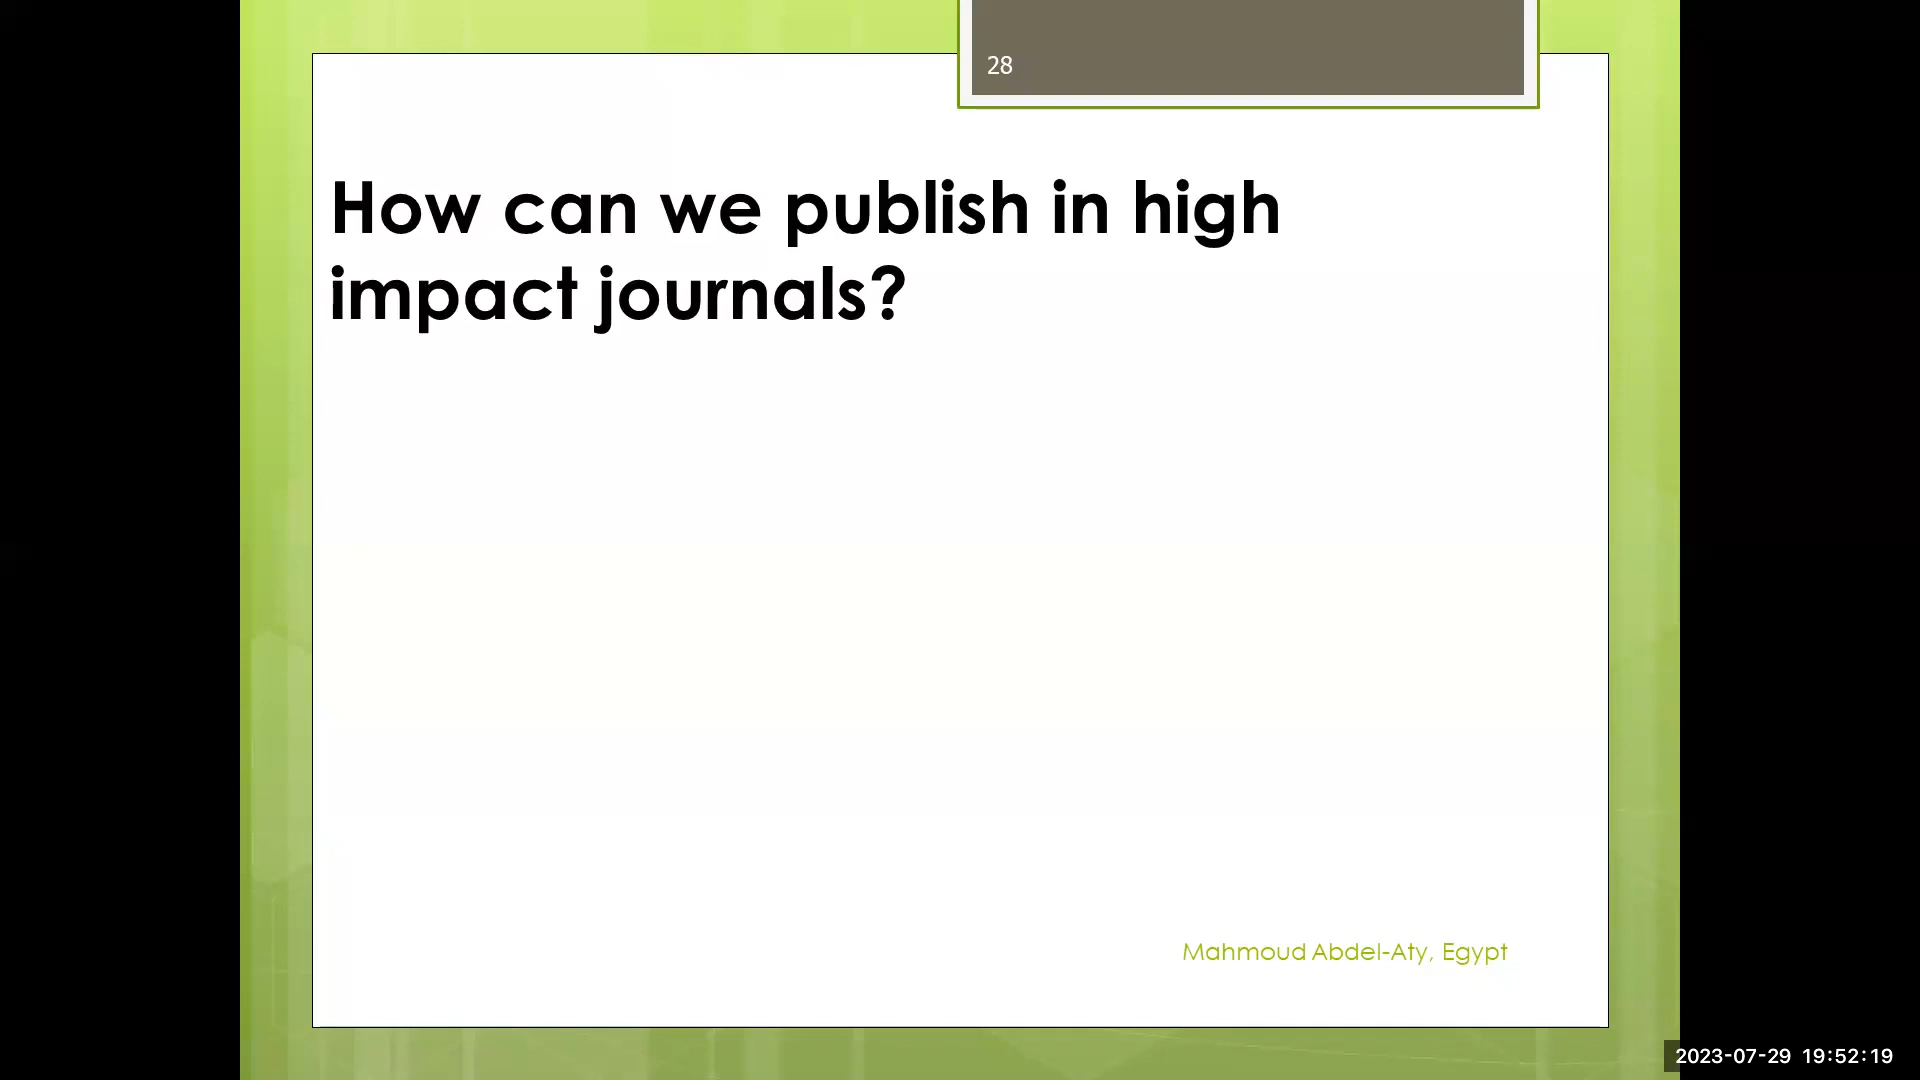 28
How can we publish in high
impact journals?
Mahmoud Abdel-Aty, Egypt
2023-07-29 19:52:19